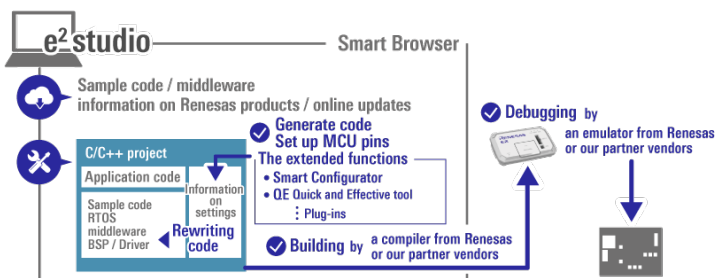 e² studio
Smart Browser
Sample code / middleware
information on Renesas products / online updates
C/C++ project
Application code
Sample code
RTOS
middleware
BSP / Driver
Information
on
settings
Rewriting
code
Generate code
Set up MCU pins
The extended functions
• Smart Configurator
• QE Quick and Effective tool
⋮ Plug-ins
Building by a compiler from Renesas
or our partner vendors
Debugging by
an emulator from Renesas
or our partner vendors
RENESAS